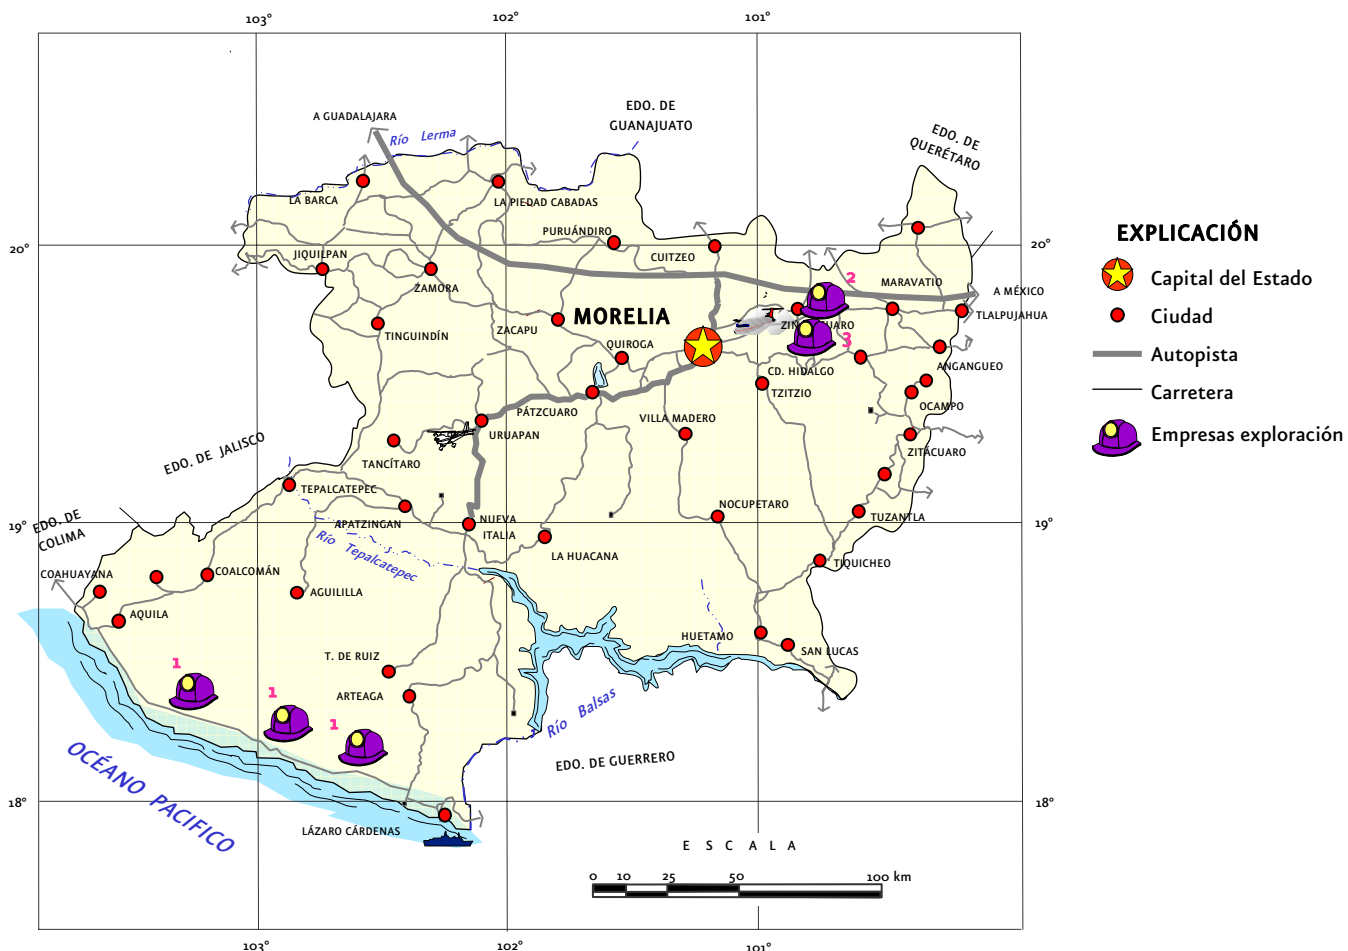 103°
102°
101°
EDO. DE
GUANAJUATO
A GUADALAJARA
Río Lerma
EDO. DE
QUERÉTARO
LA BARCA
LA PIEDAD CABADAS
PURUÁNDIRO
CUITZEO
20°
20°
JIQUILPAN
ZAMORA
2
MARAVATIO
A MÉXICO
TLALPUJAHUA
MORELIA
ZACAPU
TINGUINDÍN
QUIROGA
3
CD. HIDALGO
TZITZIO
ANGANGUEO
OCAMPO
PÁTZCUARO
VILLA MADERO
URUAPAN
ZITÁCUARO
TANCÍTARO
EDO. DE JALISCO
TEPALCATEPEC
NOCUPETARO
TUZANTLA
APATZINGAN
NUEVA
ITALIA
19°
19°
EDO. DE
COLIMA
Río Tepalcatepec
LA HUACANA
TIQUICHEO
COAHUAYANA
COALCOMÁN
AGUILILLA
AQUILA
HUETAMO
SAN LUCAS
T. DE RUIZ
ARTEAGA
1
1
1
Río Balsas
EDO. DE GUERRERO
OCÉANO PACIFICO
18°
18°
LÁZARO CÁRDENAS
ESCALA
0 10 25 50 100 km
103°
102°
101°
EXPLICACIÓN
Capital del Estado
Ciudad
Autopista
Carretera
Empresas exploración